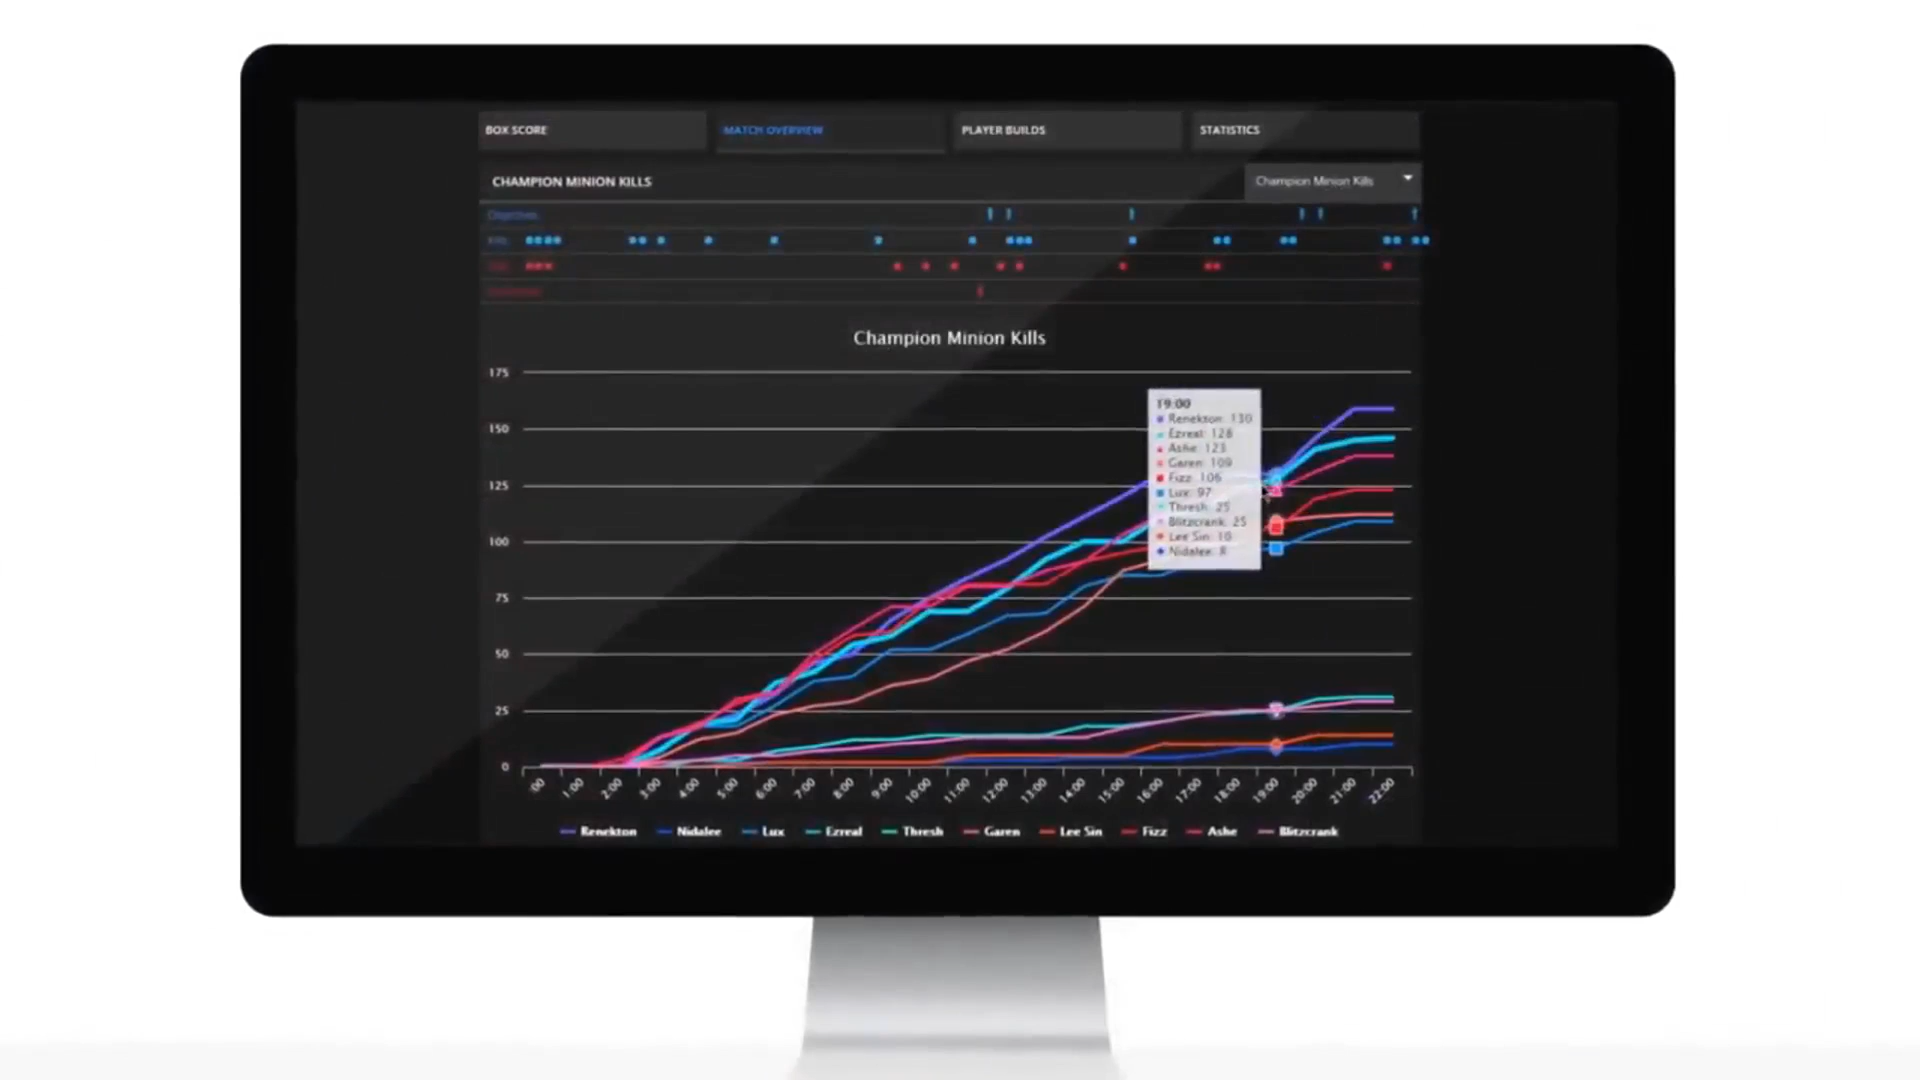 BOX SCORE
MATCH OVERVIEW
PLAYER BUILDS
STATISTICS
CHAMPION MINION KILLS
Champion Minion Kills
Objectives
Kills
Champion Minion Kills
175
150
125
100
75
50
25
0
19:00
Renekton: 130
Ezreal: 128
Ashe: 123
Garen: 109
Fizz: 106
Lux: 97
Thresh: 25
Blitzcrank: 25
Lee Sin: 10
Nidalee: 8
:00 1:00 2:00 3:00 4:00 5:00 6:00 7:00 8:00 9:00 10:00 11:00 12:00 13:00 14:00 15:00 16:00 17:00 18:00 19:00 20:00 21:00 22:00
Renekton Nidalee Lux Ezreal Thresh Garen Lee Sin Fizz Ashe Blitzcrank